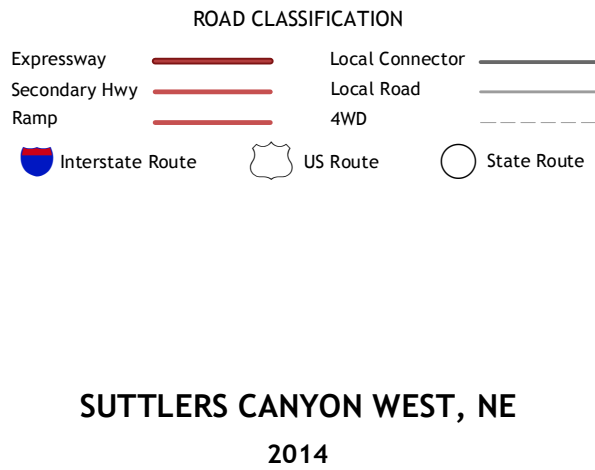 ROAD CLASSIFICATION
Expressway Local Connector
Secondary Hwy Local Road
Ramp 4WD
Interstate Route US Route State Route
SUTTLERS CANYON WEST, NE
2014